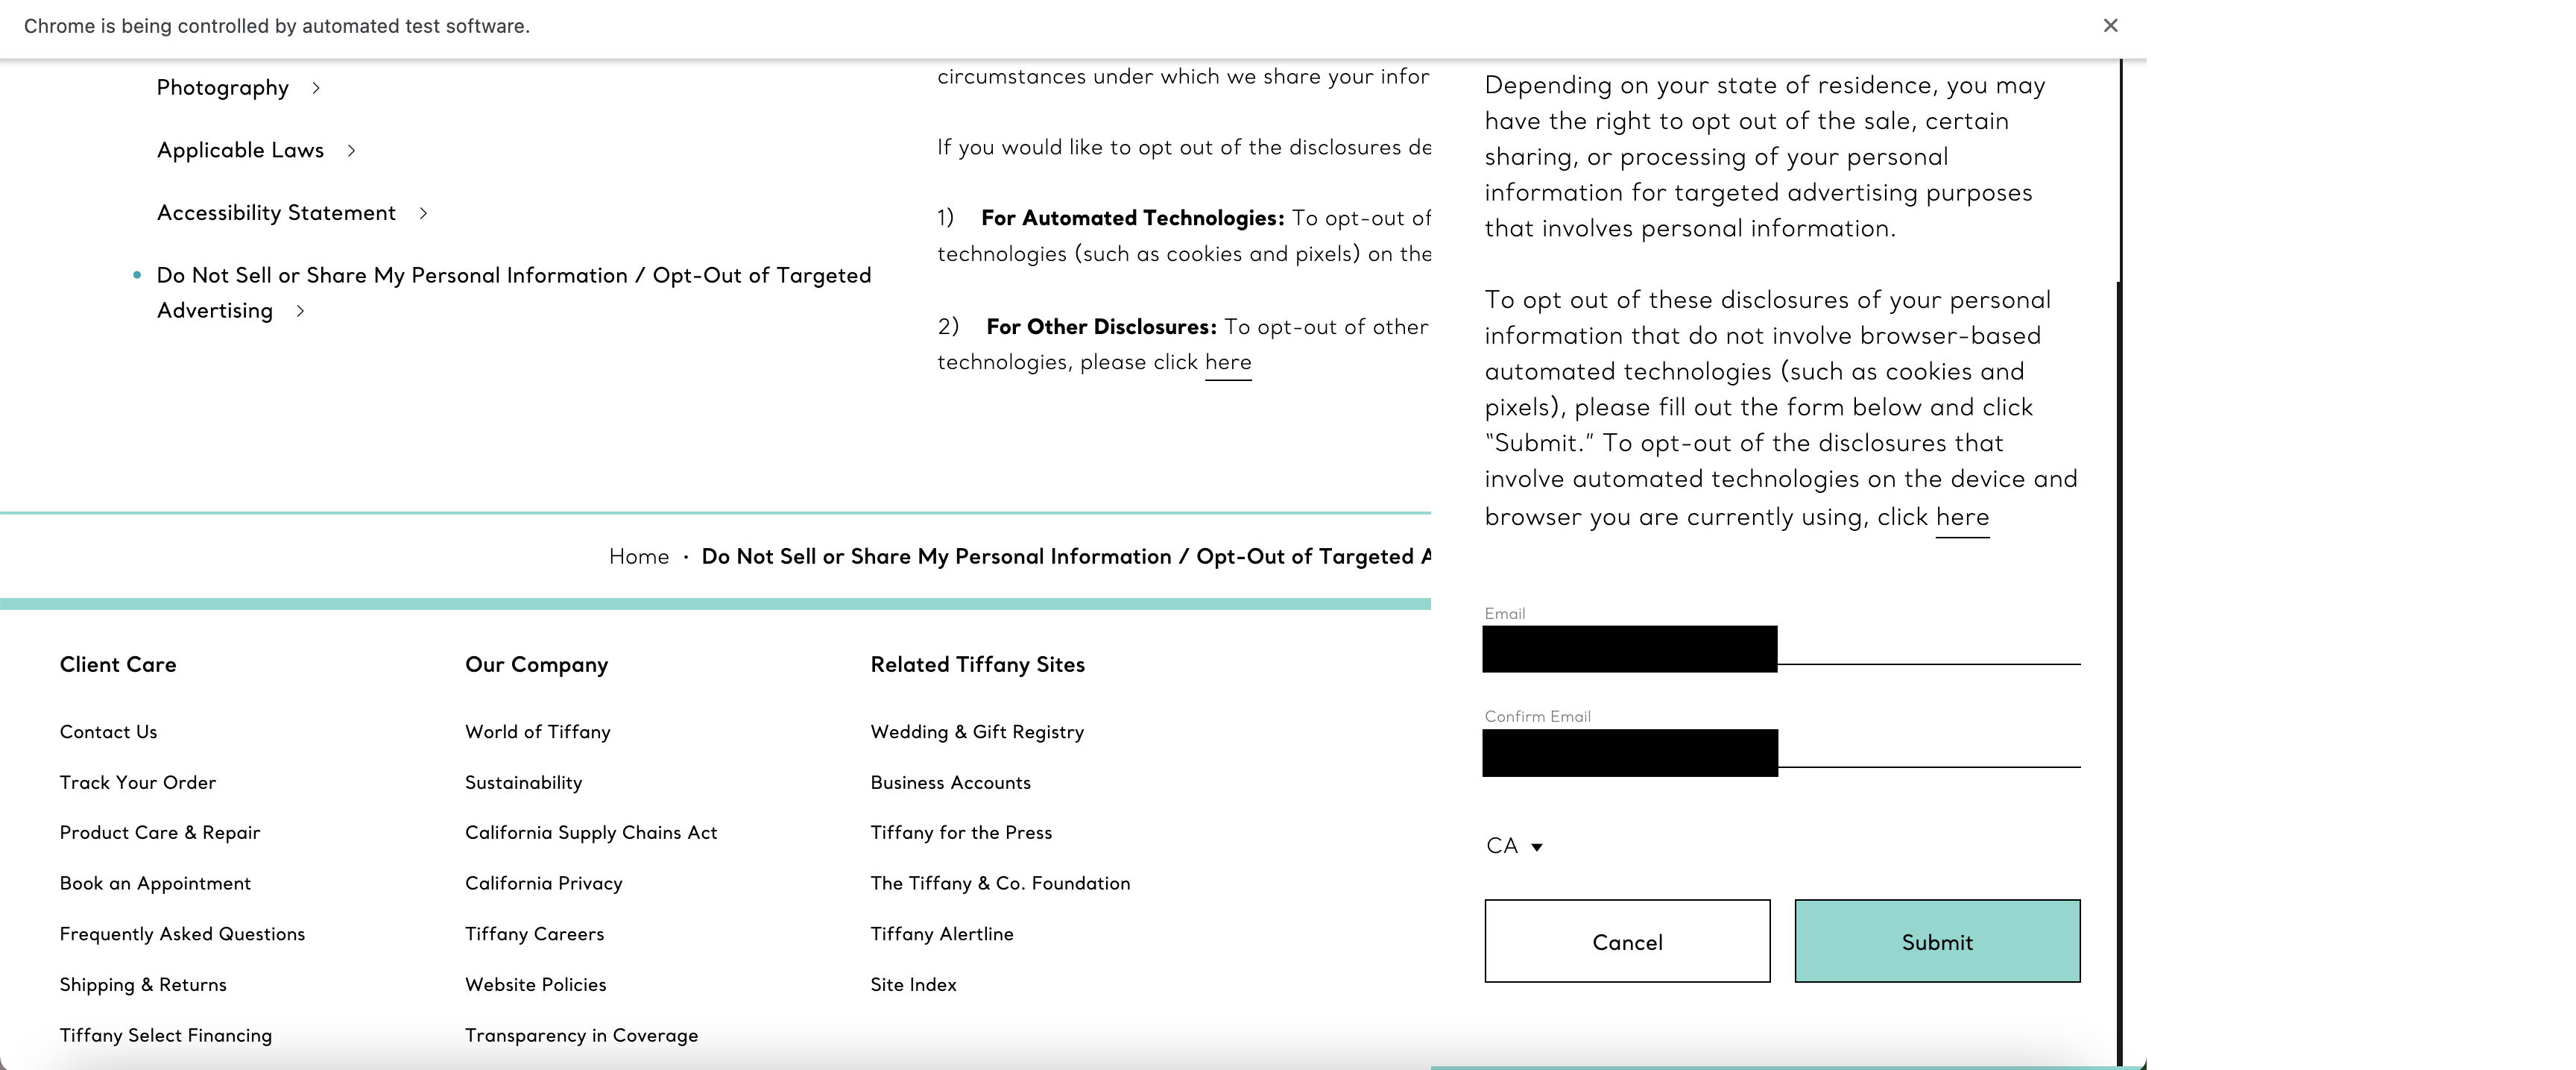 Chrome is being controlled by automated test software.
Photography
Applicable Laws
Accessibility Statement
Do Not Sell or Share My Personal Information / Opt-Out of Targeted
Advertising
circumstances under which we share your infor
If you would like to opt out of the disclosures de
1) For Automated Technologies: To opt-out of
technologies (such as cookies and pixels) on the
2) For Other Disclosures: To opt-out of other
technologies, please click here
Home • Do Not Sell or Share My Personal Information / Opt-Out of Targeted A
Client Care
Contact Us
Track Your Order
Product Care & Repair
Book an Appointment
Frequently Asked Questions
Shipping & Returns
Tiffany Select Financing
Our Company
World of Tiffany
Sustainability
California Supply Chains Act
California Privacy
Tiffany Careers
Website Policies
Transparency in Coverage
Related Tiffany Sites
Wedding & Gift Registry
Business Accounts
Tiffany for the Press
The Tiffany & Co. Foundation
Tiffany Alertline
Site Index
Depending on your state of residence, you may
have the right to opt out of the sale, certain
sharing, or processing of your personal
information for targeted advertising purposes
that involves personal information.
To opt out of these disclosures of your personal
information that do not involve browser-based
automated technologies (such as cookies and
pixels), please fill out the form below and click
“Submit.” To opt-out of the disclosures that
involve automated technologies on the device and
browser you are currently using, click here
Email
Confirm Email
CA
Cancel
Submit